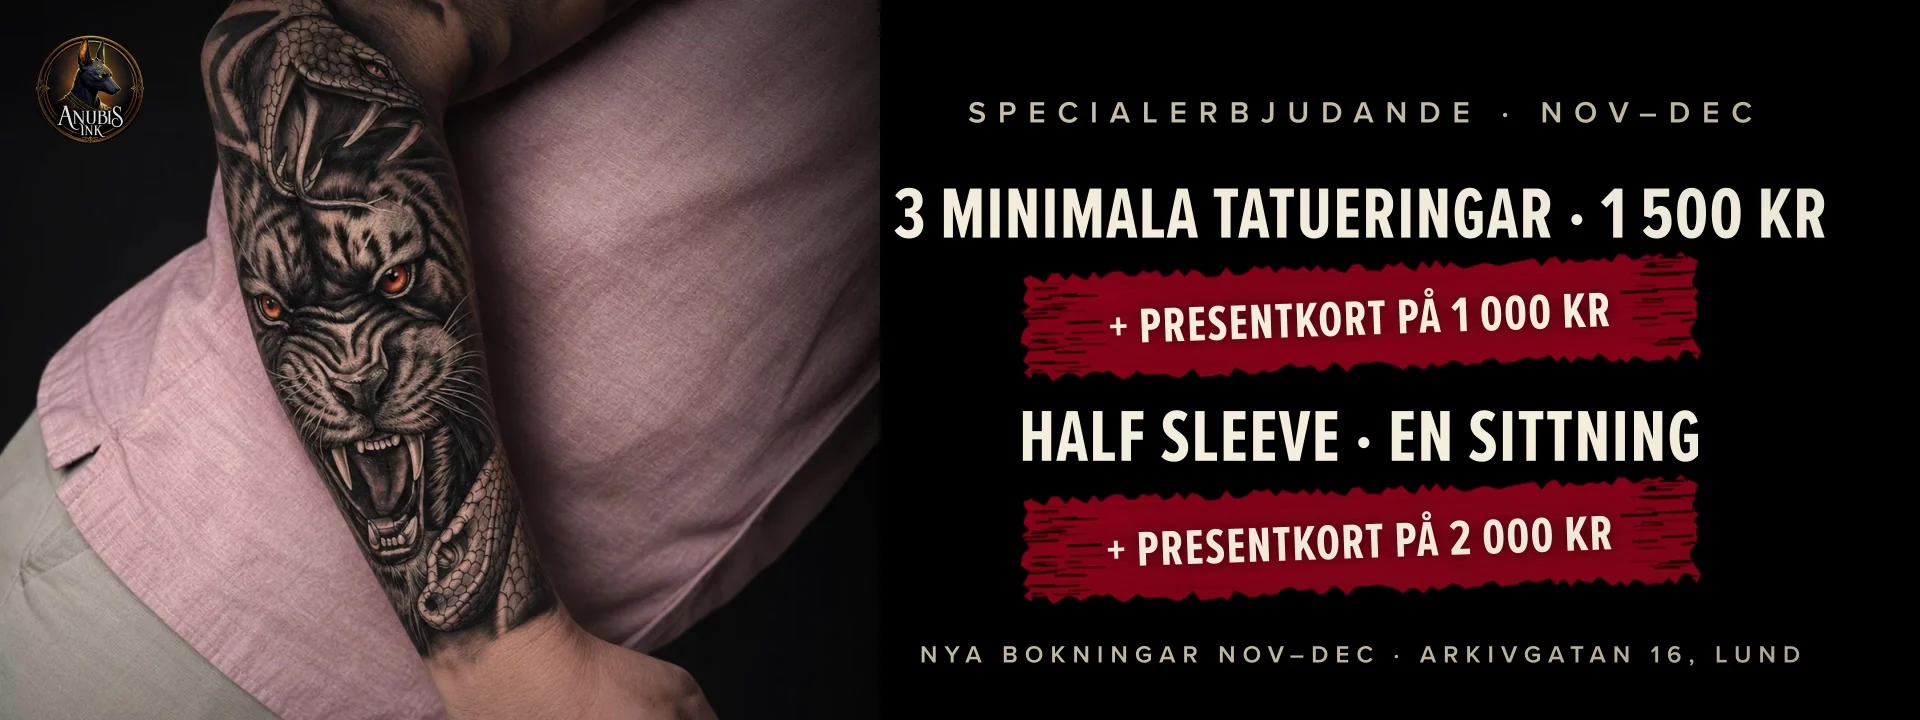 ANUBIS
INK
SPECIALERBJUDANDE · NOV–DEC
3 MINIMALA TATUERINGAR · 1 500 KR
+ PRESENTKORT PÅ 1 000 KR
HALF SLEEVE · EN SITTNING
+ PRESENTKORT PÅ 2 000 KR
NYA BOKNINGAR NOV–DEC · ARKIVGATAN 16, LUND